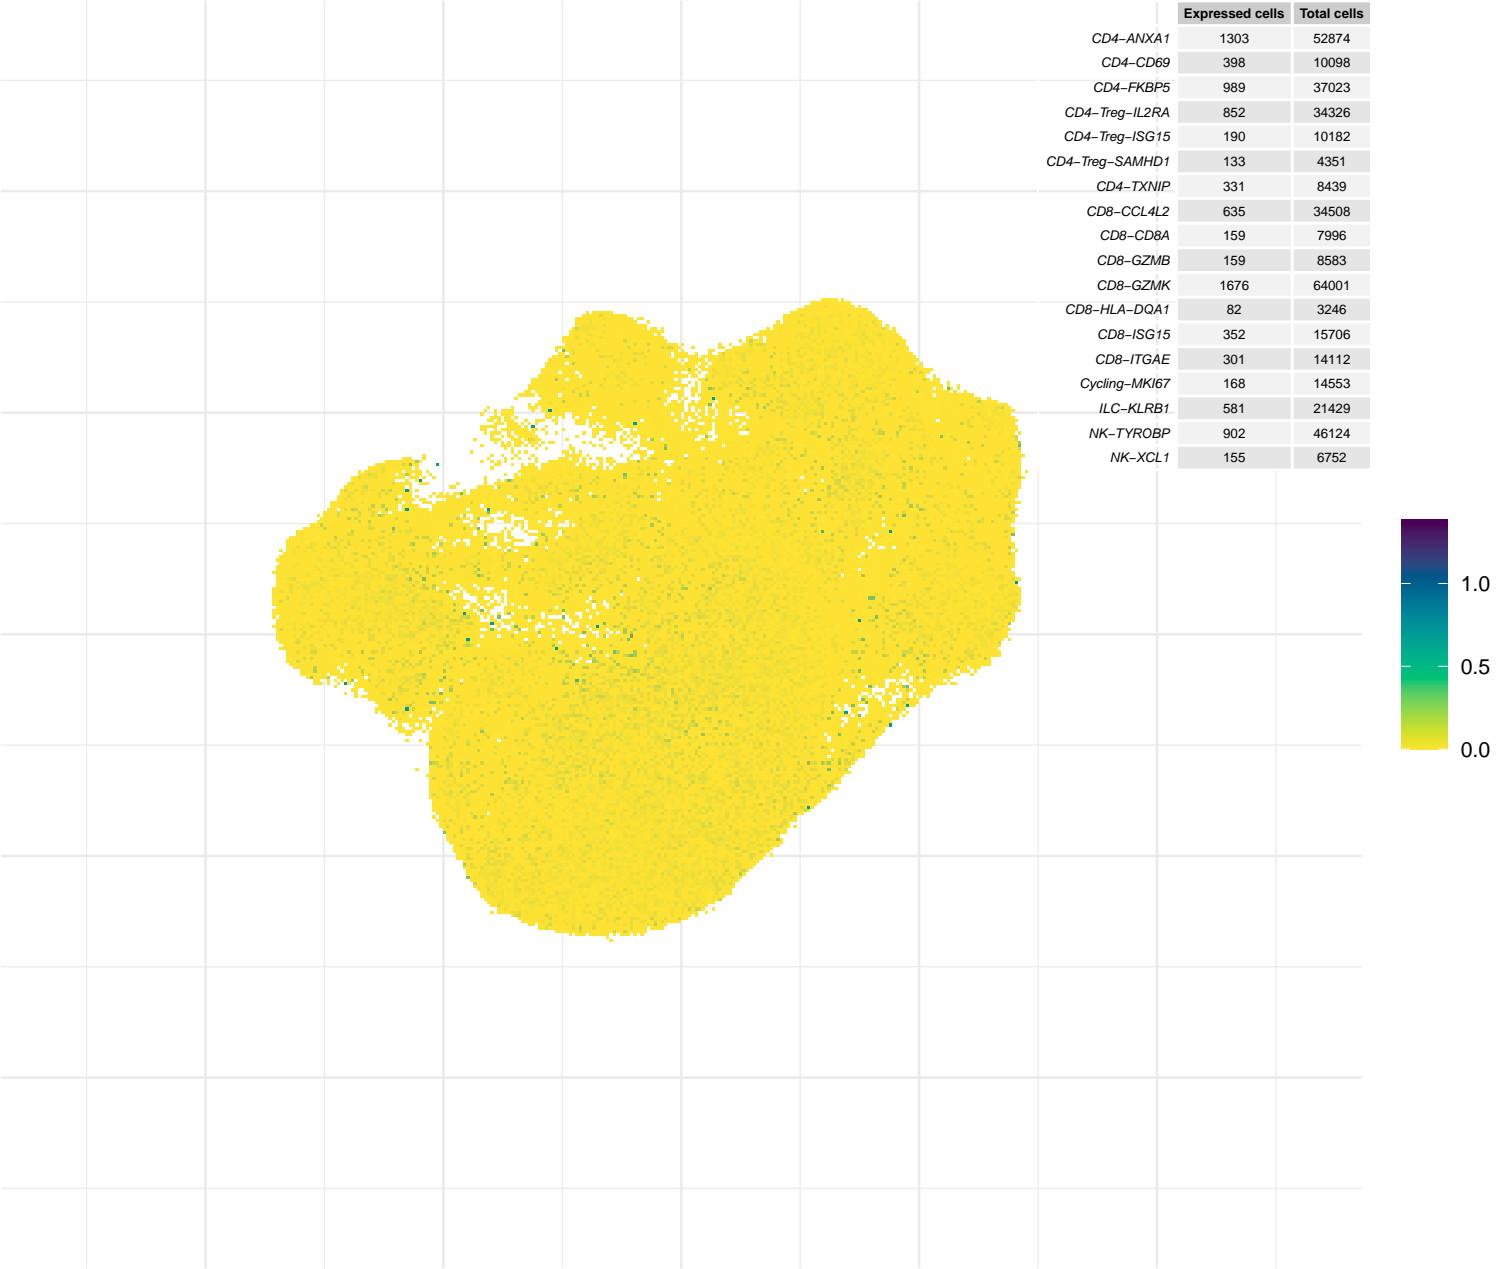 Expressed cells Total cells
CD4−ANXA1 1303 52874
CD4−CD69 398 10098
CD4−FKBP5 989 37023
CD4−Treg−IL2RA 852 34326
CD4−Treg−ISG15 190 10182
CD4−Treg−SAMHD1 133 4351
CD4−TXNIP 331 8439
CD8−CCL4L2 635 34508
CD8−CD8A 159 7996
CD8−GZMB 159 8583
CD8−GZMK 1676 64001
CD8−HLA−DQA1 82 3246
CD8−ISG15 352 15706
CD8−ITGAE 301 14112
Cycling−MKI67 168 14553
ILC−KLRB1 581 21429
NK−TYROBP 902 46124
NK−XCL1 155 6752
1.0
0.5
0.0